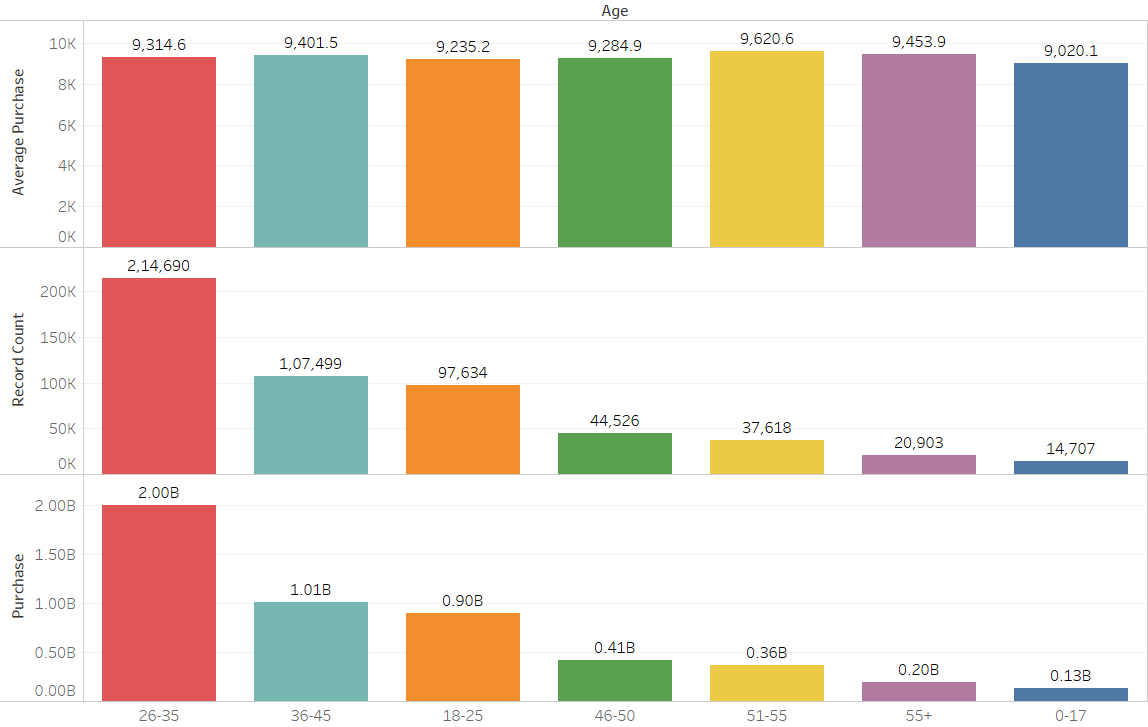 Age
Average Purchase
10K
8K
6K
4K
2K
0K
9,314.6
9,401.5
9,235.2
9,284.9
9,620.6
9,453.9
9,020.1
Record Count
200K
150K
100K
50K
0K
2,14,690
1,07,499
97,634
44,526
37,618
20,903
14,707
Purchase
2.00B
1.50B
1.00B
0.50B
0.00B
2.00B
1.01B
0.90B
0.41B
0.36B
0.20B
0.13B
26-35
36-45
18-25
46-50
51-55
55+
0-17